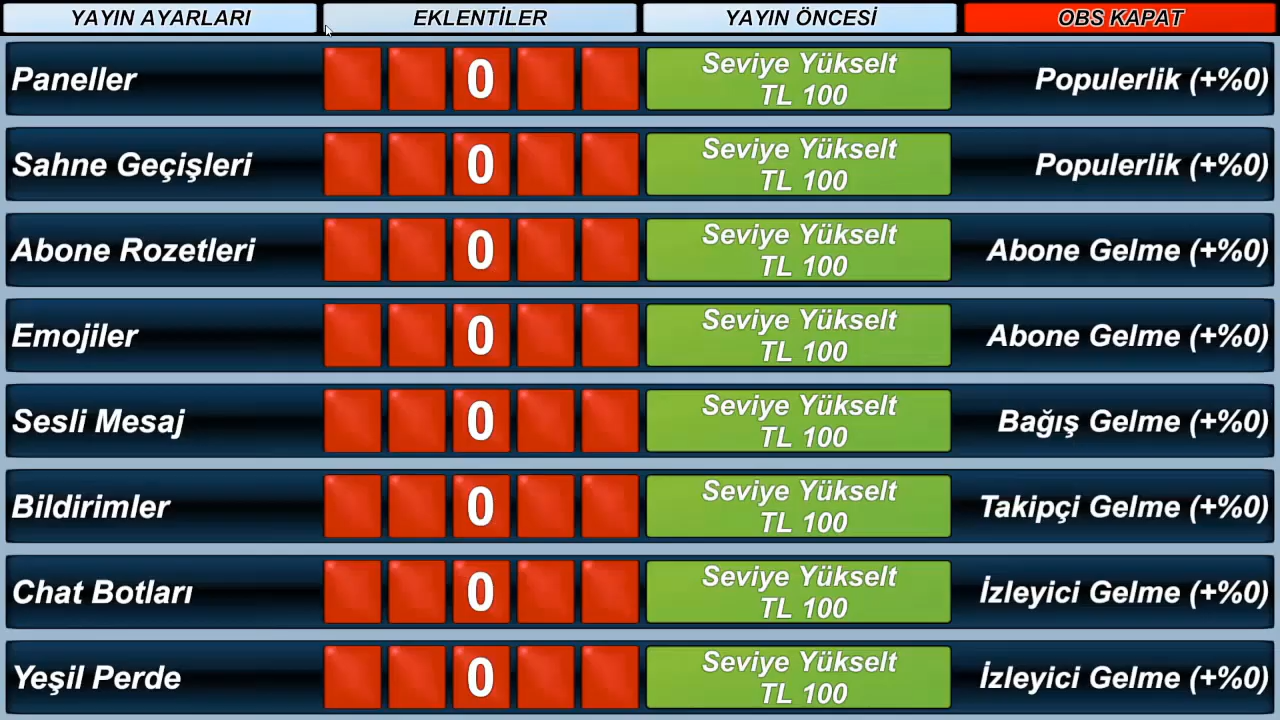 YAYIN AYARLARI
EKLENTİLER
YAYIN ÖNCESİ
OBS KAPAT
Paneller
0
Seviye Yükselt
TL 100
Populerlik (+%0)
Sahne Geçişleri
0
Seviye Yükselt
TL 100
Populerlik (+%0)
Abone Rozetleri
0
Seviye Yükselt
TL 100
Abone Gelme (+%0)
Emojiler
0
Seviye Yükselt
TL 100
Abone Gelme (+%0)
Sesli Mesaj
0
Seviye Yükselt
TL 100
Bağış Gelme (+%0)
Bildirimler
0
Seviye Yükselt
TL 100
Takipçi Gelme (+%0)
Chat Botları
0
Seviye Yükselt
TL 100
İzleyici Gelme (+%0)
Yeşil Perde
0
Seviye Yükselt
TL 100
İzleyici Gelme (+%0)